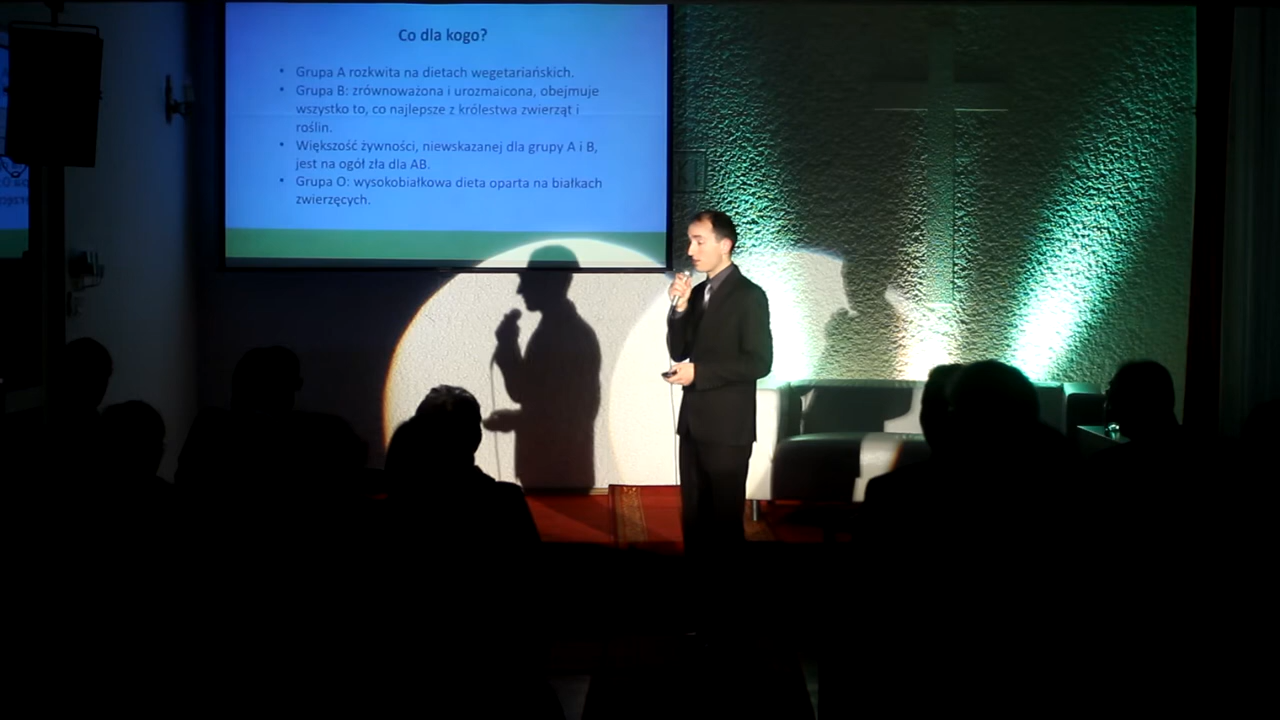 Co dla kogo?
• Grupa A rozkwita na dietach wegetariańskich.
• Grupa B: zrównoważona i urozmaicona, obejmuje
wszystko to, co najlepsze z królestwa zwierząt i
roślin.
• Większość żywności, niewskazanej dla grupy A i B,
jest na ogół zła dla AB.
• Grupa O: wysokobiałkowa dieta oparta na białkach
zwierzęcych.